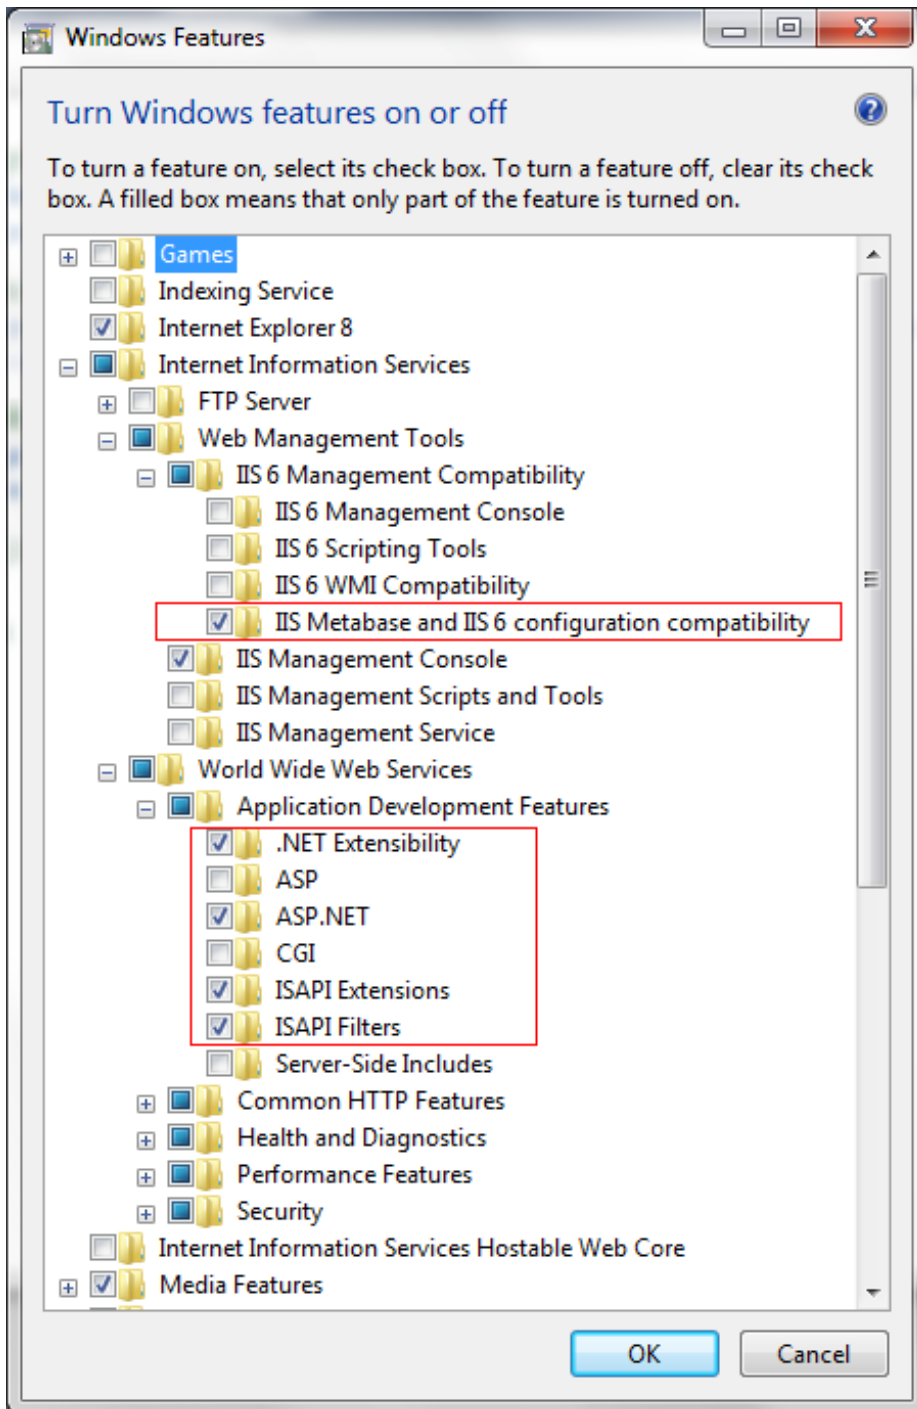 Windows Features
Turn Windows features on or off
To turn a feature on, select its check box. To turn a feature off, clear its check
box. A filled box means that only part of the feature is turned on.
Games
Indexing Service
Internet Explorer 8
Internet Information Services
FTP Server
Web Management Tools
IIS 6 Management Compatibility
IIS 6 Management Console
IIS 6 Scripting Tools
IIS 6 WMI Compatibility
IIS Metabase and IIS 6 configuration compatibility
IIS Management Console
IIS Management Scripts and Tools
IIS Management Service
World Wide Web Services
Application Development Features
.NET Extensibility
ASP
ASP.NET
CGI
ISAPI Extensions
ISAPI Filters
Server-Side Includes
Common HTTP Features
Health and Diagnostics
Performance Features
Security
Internet Information Services Hostable Web Core
Media Features
OK Cancel